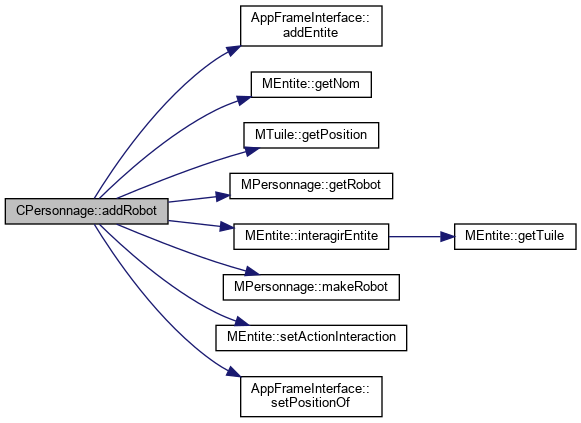 AppFrameInterface::
addEntite
MEntite::getNom
MTuile::getPosition
MPersonnage::getRobot
CPersonnage::addRobot
MEntite::interagirEntite
MEntite::getTuile
MPersonnage::makeRobot
MEntite::setActionInteraction
AppFrameInterface::
setPositionOf